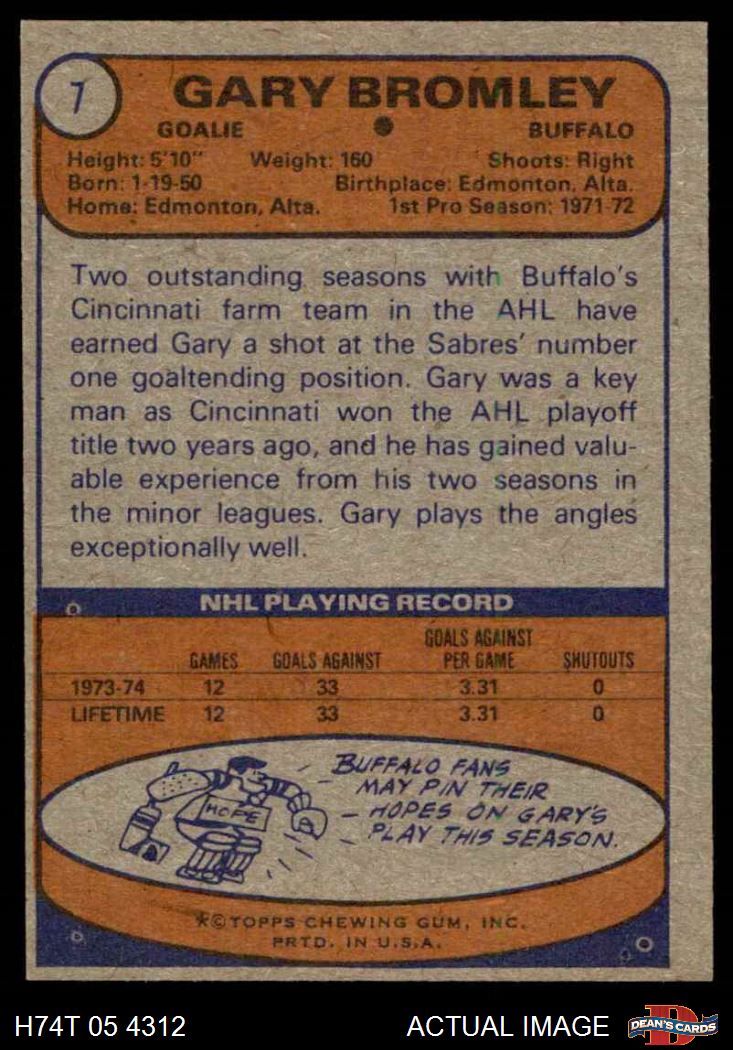 7
GARY BROMLEY
GOALIE • BUFFALO
Height: 5'10" Weight: 160 Shoots: Right
Born: 1-19-50 Birthplace: Edmonton, Alta.
Home: Edmonton, Alta. 1st Pro Season: 1971-72
Two outstanding seasons with Buffalo's
Cincinnati farm team in the AHL have
earned Gary a shot at the Sabres' number
one goaltending position. Gary was a key
man as Cincinnati won the AHL playoff
title two years ago, and he has gained valu-
able experience from his two seasons in
the minor leagues. Gary plays the angles
exceptionally well.
NHL PLAYING RECORD
GAMES GOALS AGAINST GOALS AGAINST PER GAME SHUTOUTS
1973-74 12 33 3.31 0
LIFETIME 12 33 3.31 0
HOPE
BUFFALO FANS
MAY PIN THEIR
HOPES ON GARY'S
PLAY THIS SEASON.
*©TOPPS CHEWING GUM, INC.
PRTD. IN U.S.A.
H74T 05 4312 ACTUAL IMAGE DEAN'S CARDS